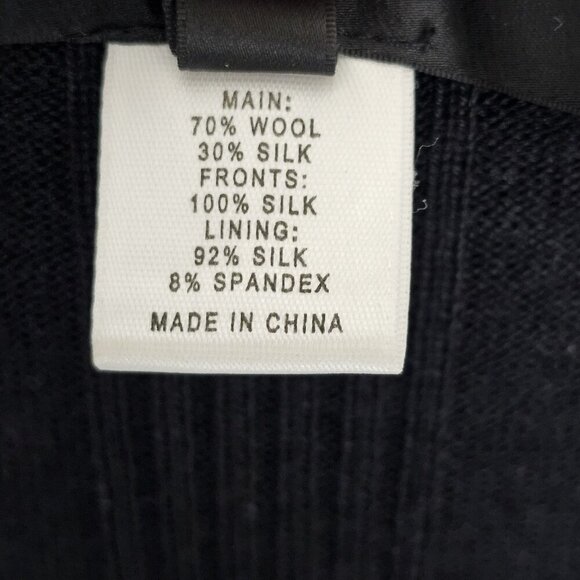 MAIN:
70% WOOL
30% SILK
FRONTS:
100% SILK
LINING:
92% SILK
8% SPANDEX
MADE IN CHINA